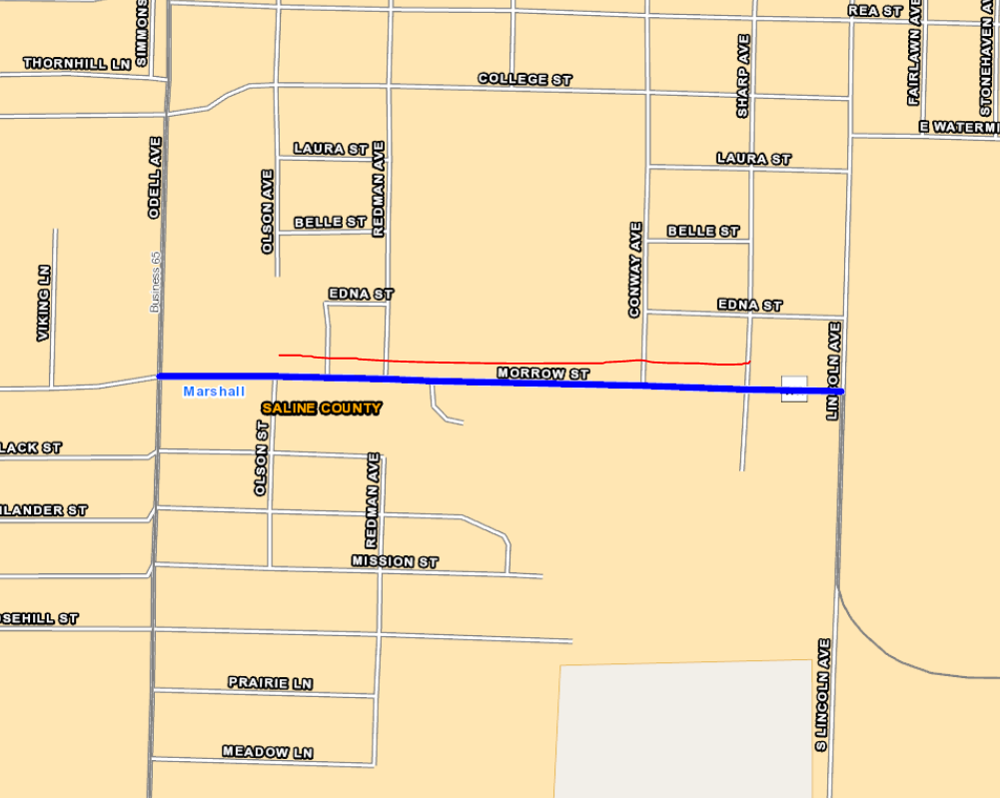 REA ST
SIMMONS
THORNHILL LN
COLLEGE ST
SHARP AVE
FAIRLAWN AVE
STONEHAVEN AV
E WATERMI
ODELL AVE
LAURA ST
REDMAN AVE
LAURA ST
OLSON AVE
BELLE ST
CONWAY AVE
BELLE ST
Business 65
VIKING LN
EDNA ST
EDNA ST
LINCOLN AVE
MORROW ST
Marshall
SALINE COUNTY
LACK ST
OLSON ST
REDMAN AVE
HLANDER ST
MISSION ST
OSEHILL ST
S LINCOLN AVE
PRAIRIE LN
MEADOW LN